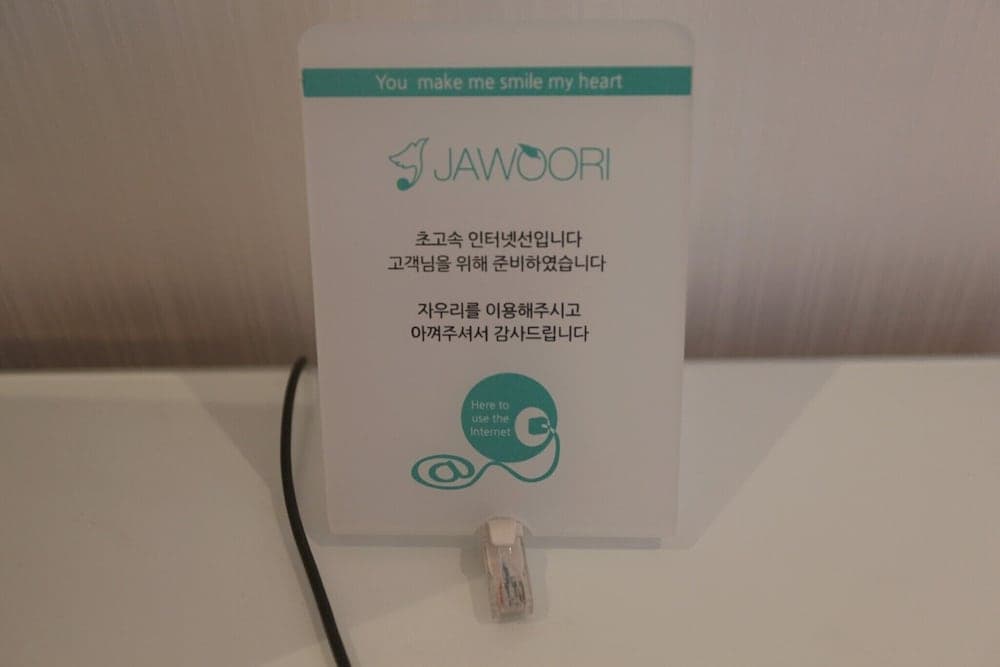 You make me smile my heart
JAWOORI
초고속 인터넷선입니다
고객님을 위해 준비하였습니다
자우리를 이용해주시고
아껴주셔서 감사드립니다
Here to
use the
Internet
@